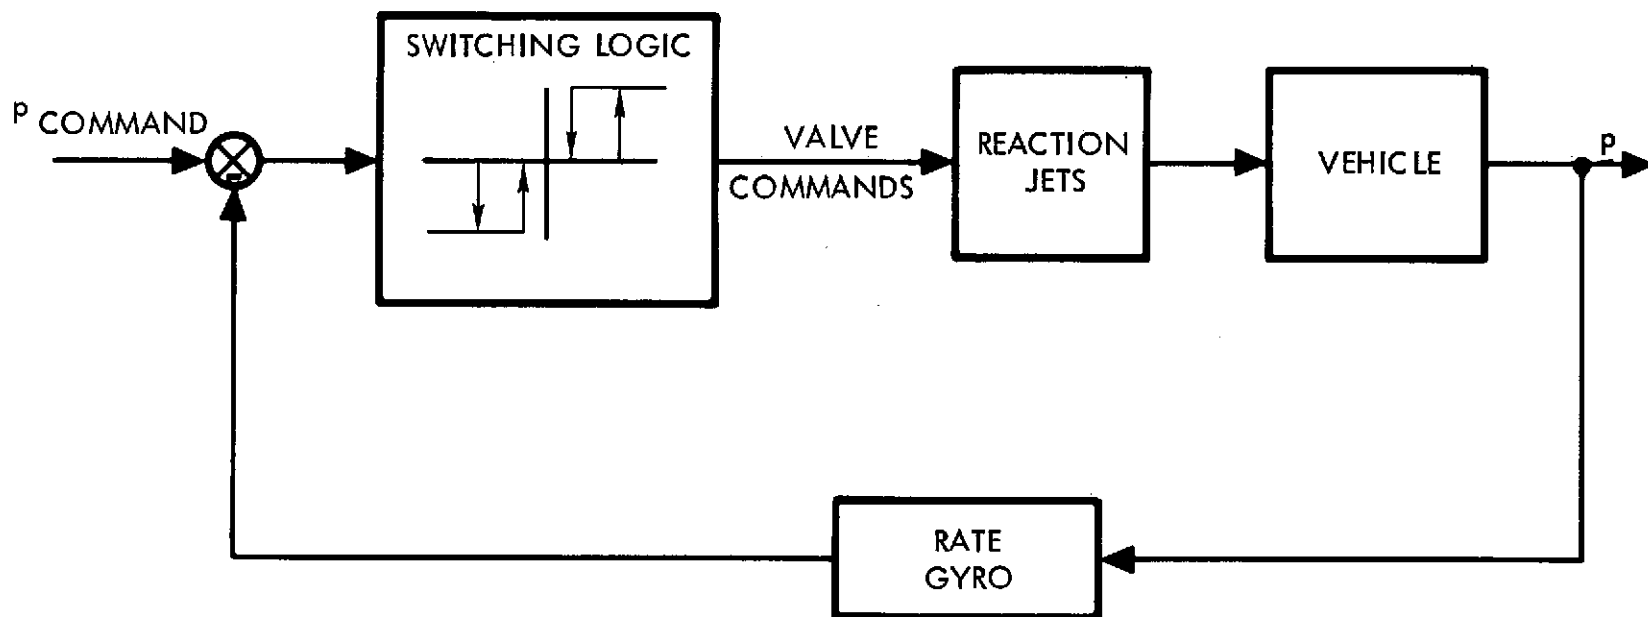 SWITCHING LOGIC
P COMMAND
VALVE
COMMANDS
REACTION
JETS
VEHICLE
p
RATE
GYRO